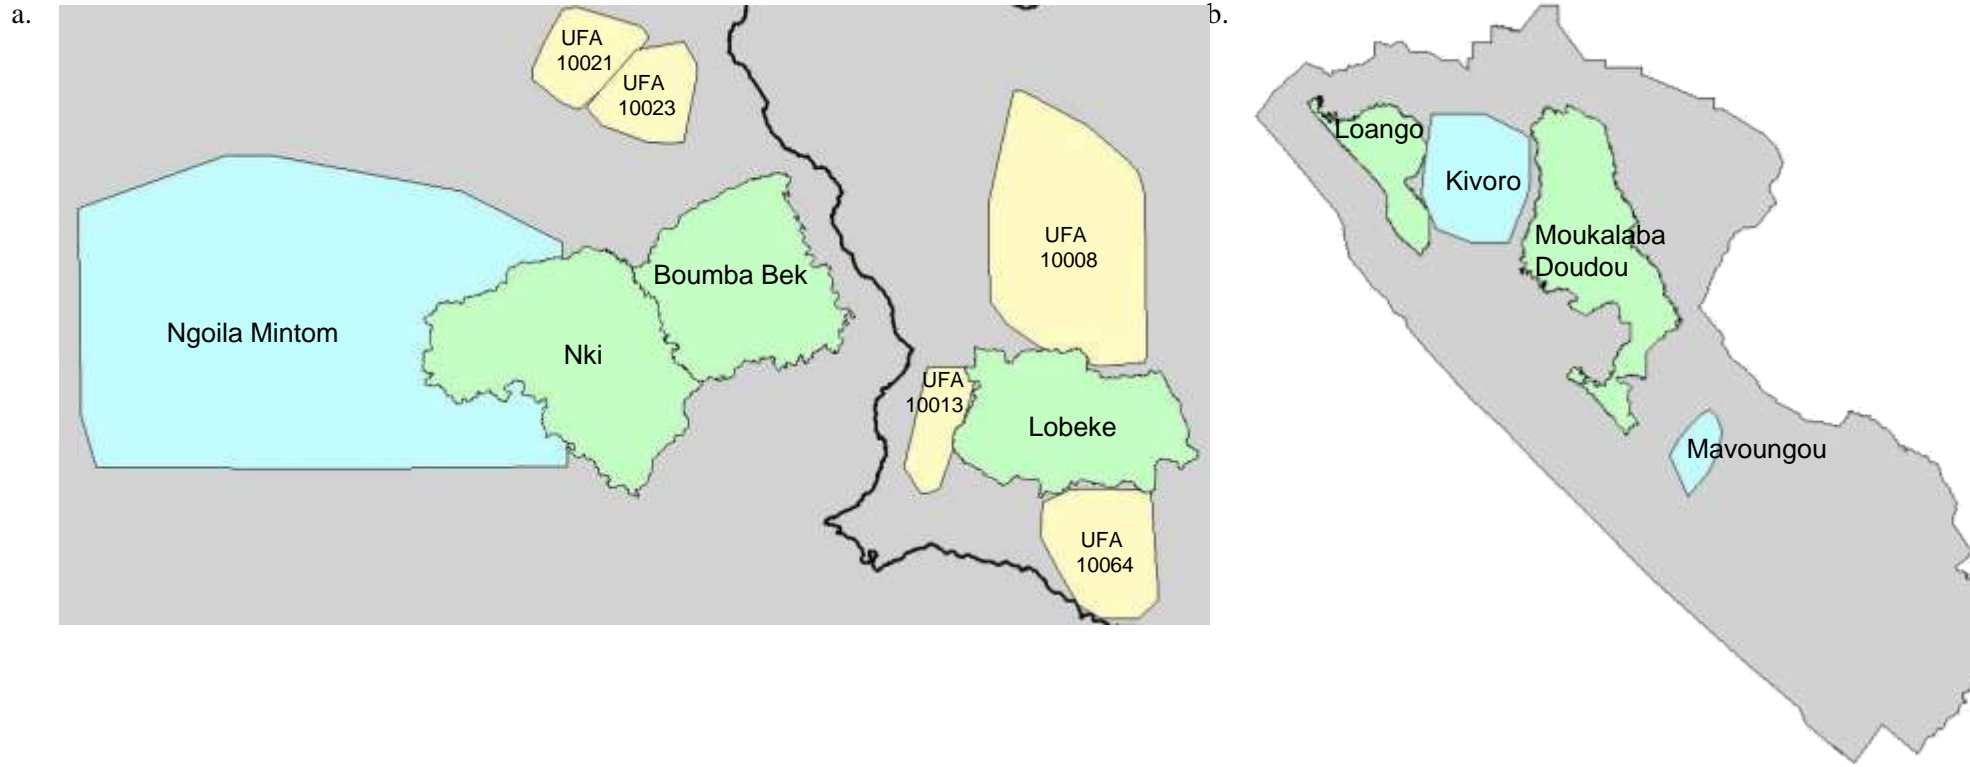 a.
UFA
10021
UFA
10023
Ngoila Mintom
Nki
Boumba Bek
UFA
10008
UFA
10013
Lobeke
UFA
10064
b.
Loango
Kivoro
Moukalaba
Doudou
Mavoungou